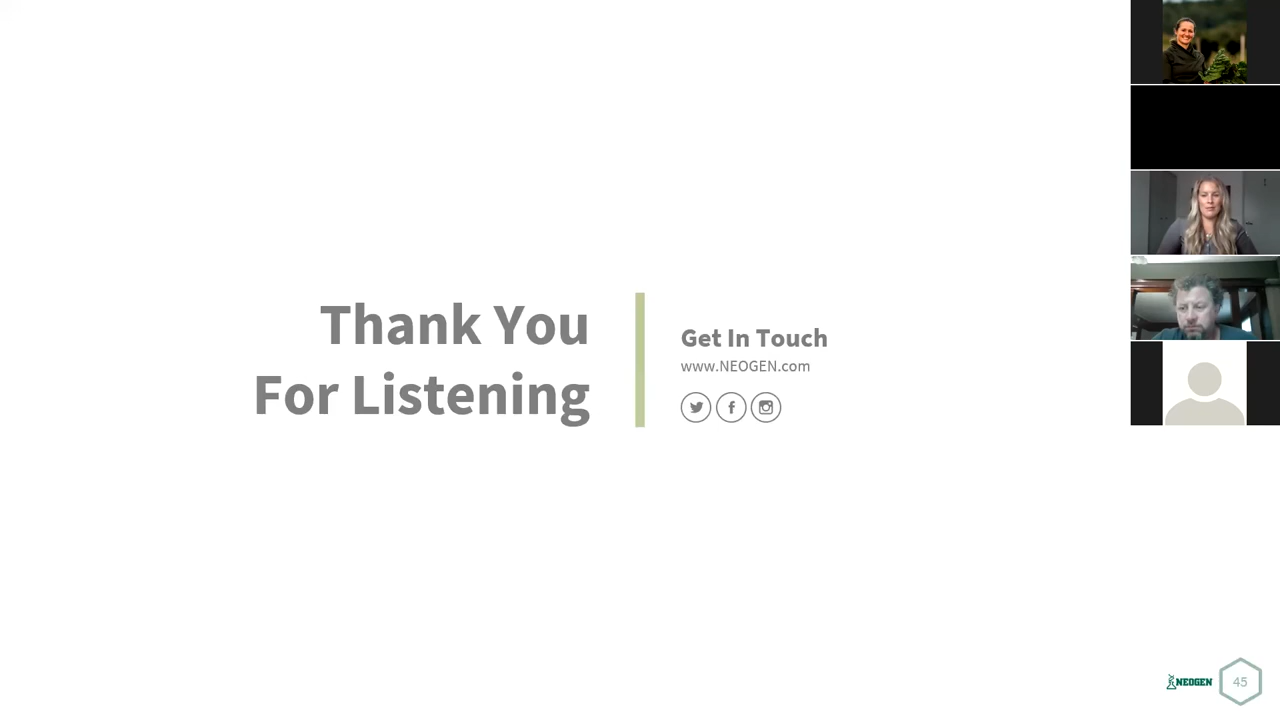 Thank You
For Listening
Get In Touch
www.NEOGEN.com
NEOGEN
45